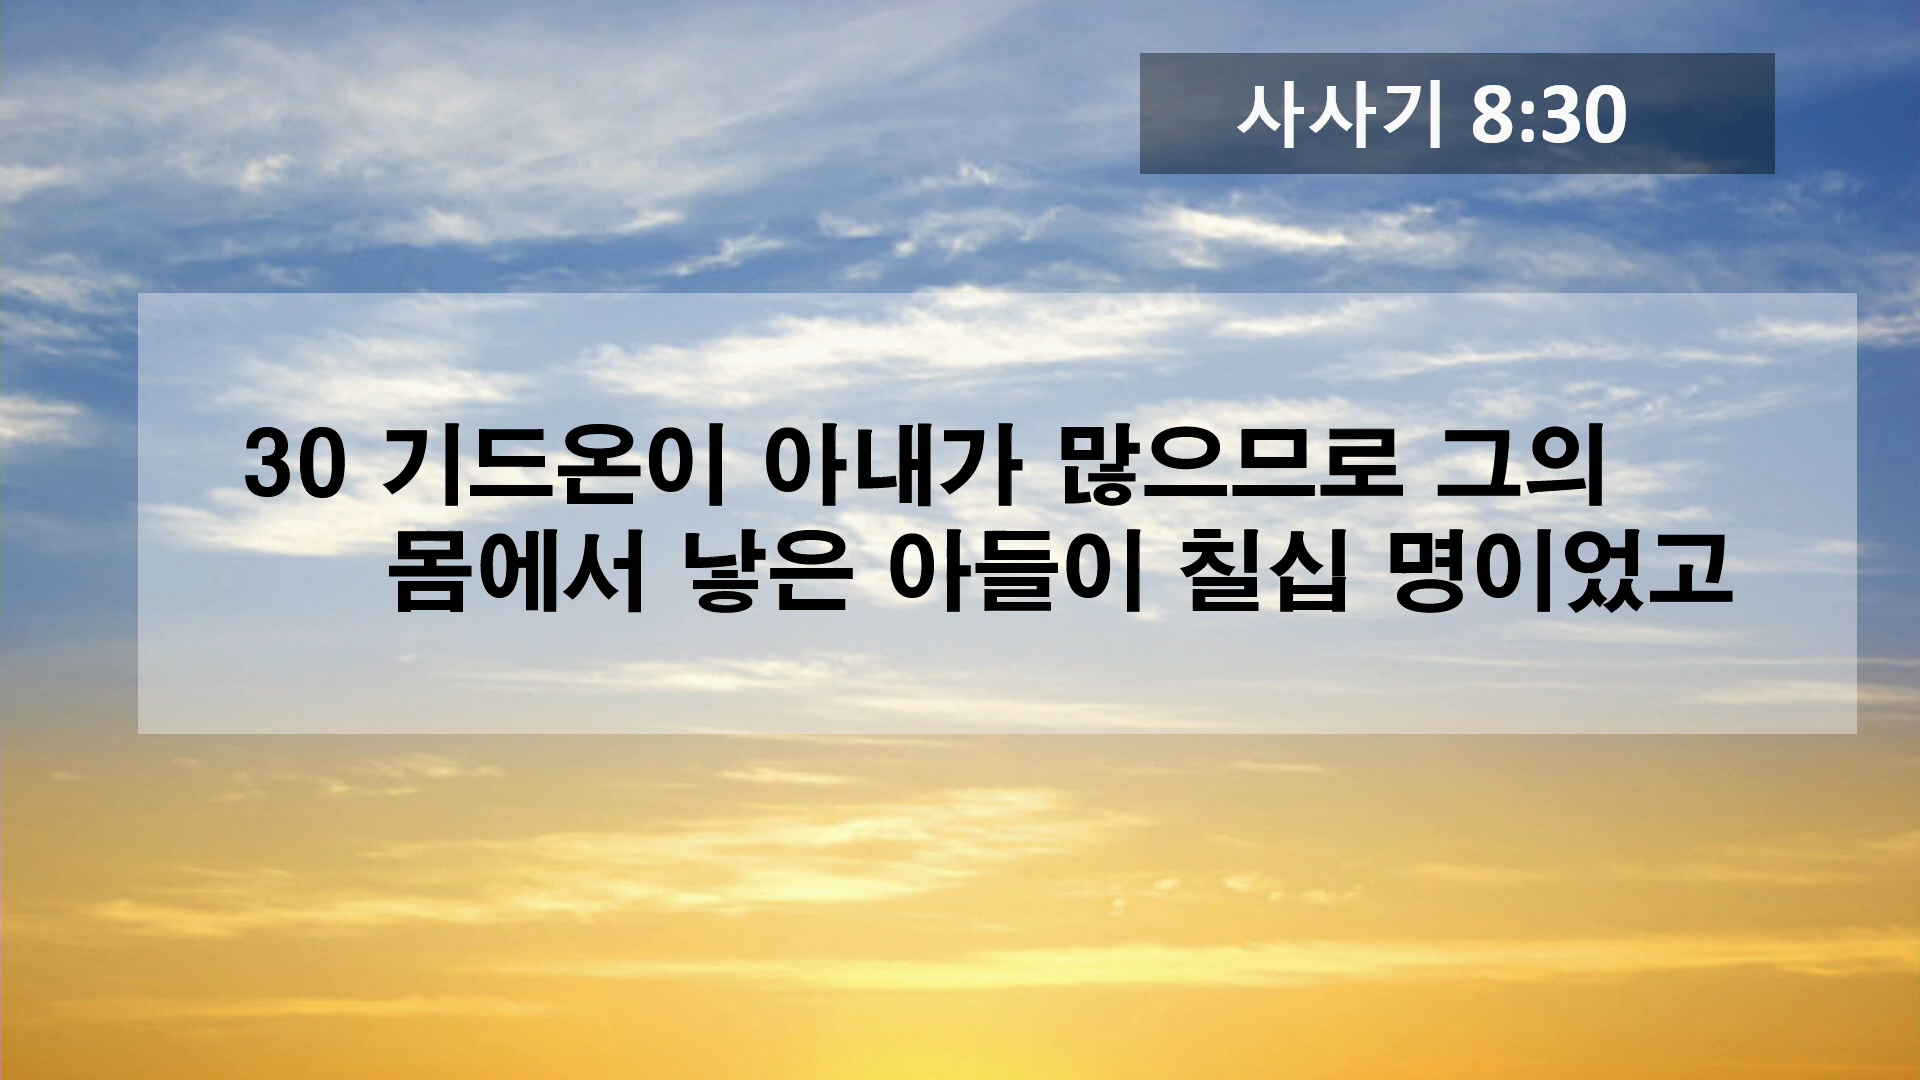 사사기 8:30
30 기드온이 아내가 많으므로 그의
몸에서 낳은 아들이 칠십 명이었고